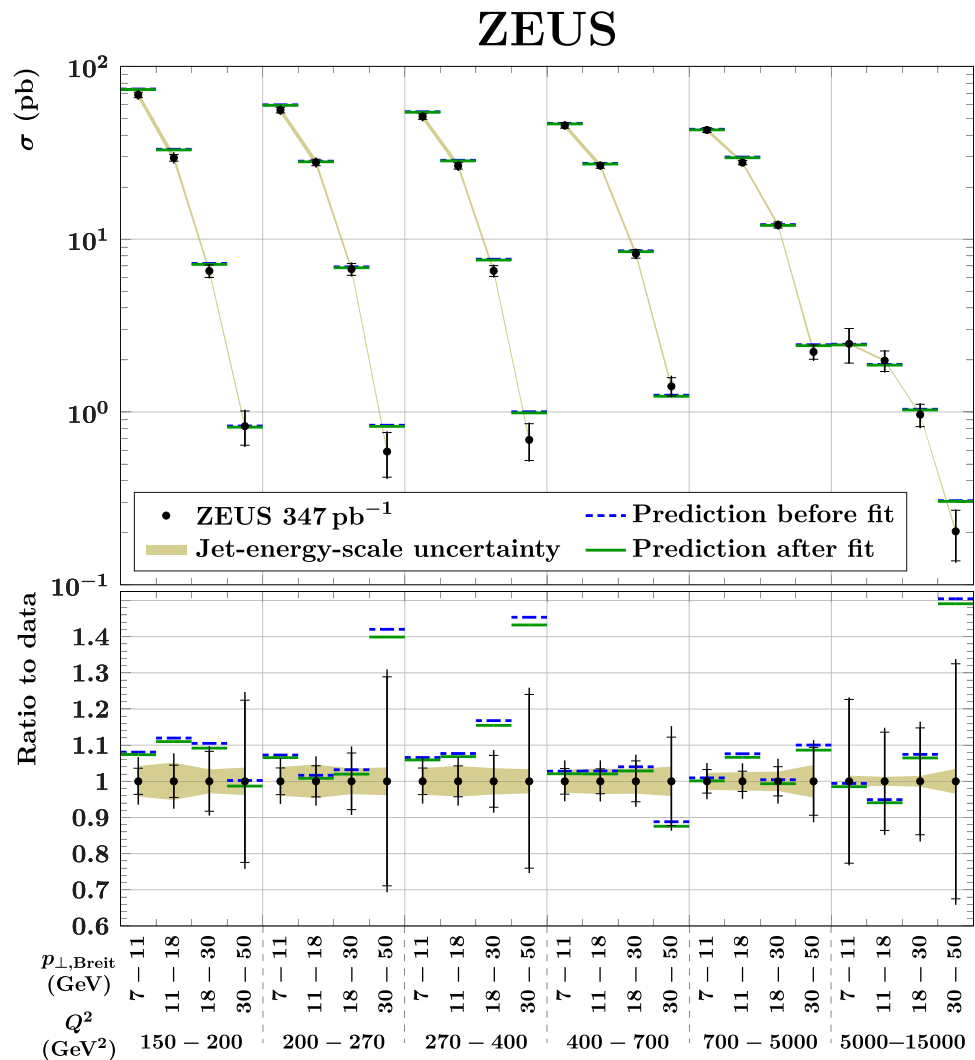 ZEUS
σ (pb)
10²
10¹
10⁰
10⁻¹
ZEUS 347 pb⁻¹
Jet-energy-scale uncertainty
Prediction before fit
Prediction after fit
Ratio to data
1.4
1.3
1.2
1.1
1
0.9
0.8
0.7
0.6
p⊥,Breit
(GeV)
7 − 11
11 − 18
18 − 30
30 − 50
7 − 11
11 − 18
18 − 30
30 − 50
7 − 11
11 − 18
18 − 30
30 − 50
7 − 11
11 − 18
18 − 30
30 − 50
7 − 11
11 − 18
18 − 30
30 − 50
7 − 11
11 − 18
18 − 30
30 − 50
Q²
(GeV²)
150 − 200
200 − 270
270 − 400
400 − 700
700 − 5000
5000−15000